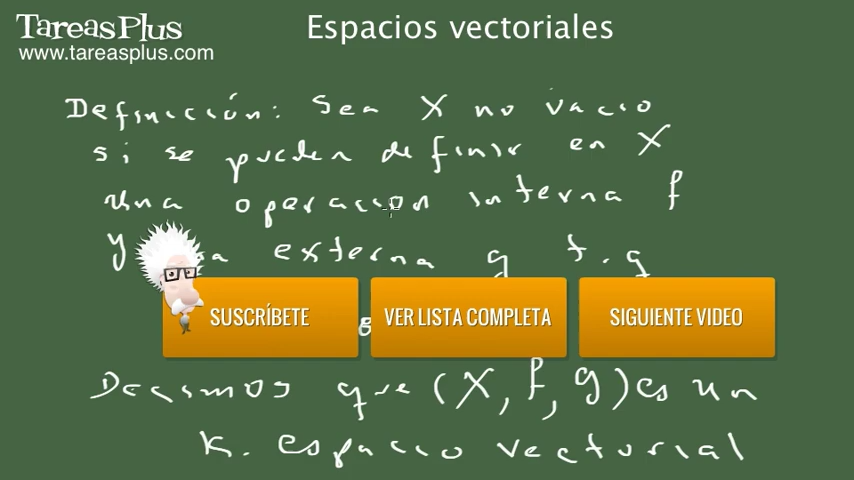 TareasPlus
www.tareasplus.com
Espacios vectoriales
Definición: Sea X no vacio
si se pueden definir en X
una operación interna f
y externa g t.q
SUSCRÍBETE
VER LISTA COMPLETA
SIGUIENTE VIDEO
Decimos que (X, f, g) es un
K. espacio vectorial